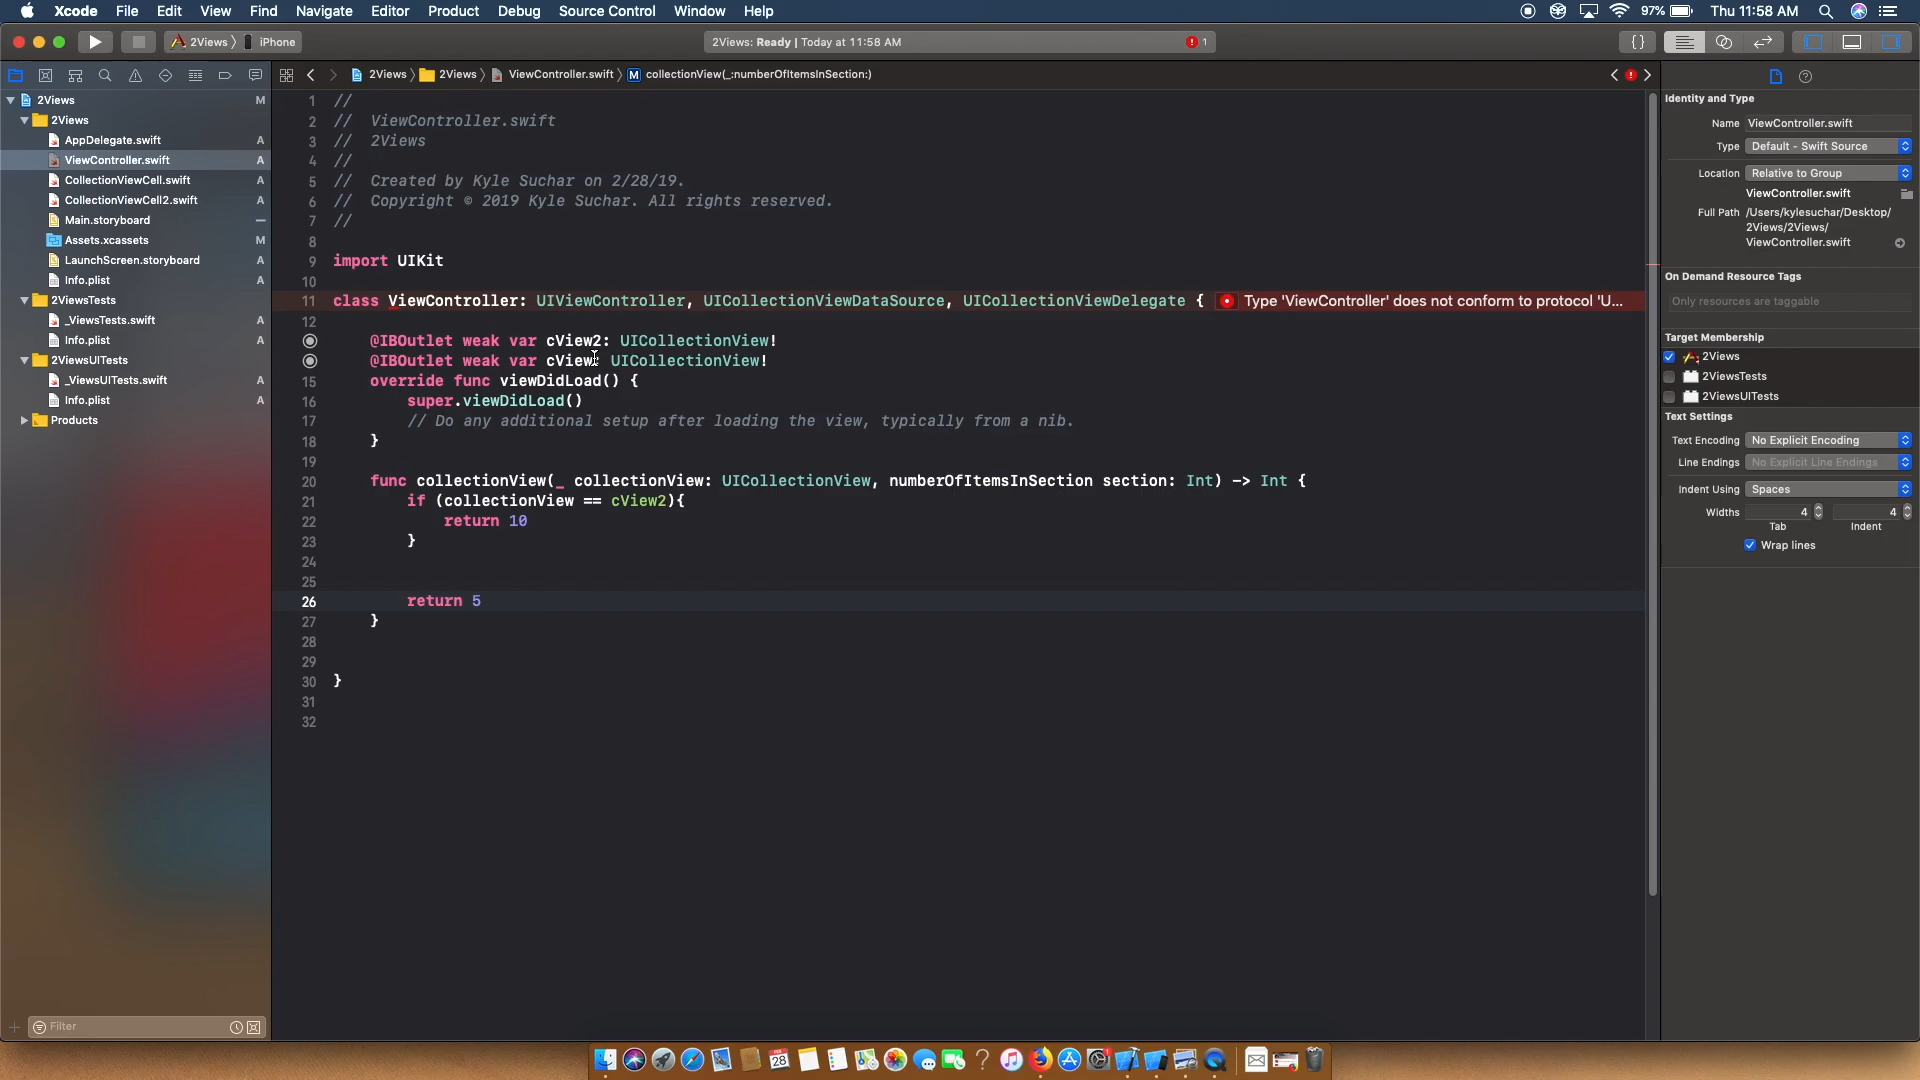 Xcode File Edit View Find Navigate Editor Product Debug Source Control Window Help 97% Thu 11:58 AM
2Views iPhone 2Views: Ready | Today at 11:58 AM 1 {}
2Views 2Views ViewController.swift M collectionView(_:numberOfItemsInSection:)
2Views M
2Views
AppDelegate.swift A
ViewController.swift A
CollectionViewCell.swift A
CollectionViewCell2.swift A
Main.storyboard
Assets.xcassets M
LaunchScreen.storyboard A
Info.plist A
2ViewsTests
_ViewsTests.swift A
Info.plist A
2ViewsUITests
_ViewsUITests.swift A
Info.plist A
Products
Filter
1 //
2 // ViewController.swift
3 // 2Views
4 //
5 // Created by Kyle Suchar on 2/28/19.
6 // Copyright © 2019 Kyle Suchar. All rights reserved.
7 //
8
9 import UIKit
10
11 class ViewController: UIViewController, UICollectionViewDataSource, UICollectionViewDelegate { Type 'ViewController' does not conform to protocol 'U...
12
@IBOutlet weak var cView2: UICollectionView!
@IBOutlet weak var cView: UICollectionView!
15 override func viewDidLoad() {
16 super.viewDidLoad()
17 // Do any additional setup after loading the view, typically from a nib.
18 }
19
20 func collectionView(_ collectionView: UICollectionView, numberOfItemsInSection section: Int) -> Int {
21 if (collectionView == cView2){
22 return 10
23 }
24
25
26 return 5
27 }
28
29
30 }
31
32
Identity and Type
Name ViewController.swift
Type Default - Swift Source
Location Relative to Group
ViewController.swift
Full Path /Users/kylesuchar/Desktop/
2Views/2Views/
ViewController.swift
On Demand Resource Tags
Only resources are taggable
Target Membership
2Views
2ViewsTests
2ViewsUITests
Text Settings
Text Encoding No Explicit Encoding
Line Endings No Explicit Line Endings
Indent Using Spaces
Widths 4 4
Tab Indent
Wrap lines